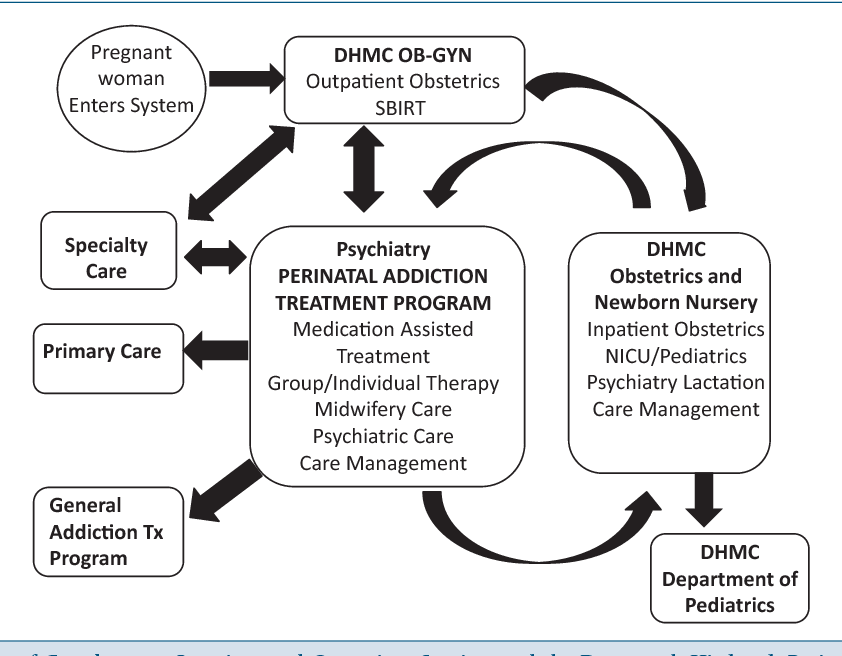 Pregnant
woman
Enters System
DHMC OB-GYN
Outpatient Obstetrics
SBIRT
Specialty
Care
Primary Care
General
Addiction Tx
Program
Psychiatry
PERINATAL ADDICTION
TREATMENT PROGRAM
Medication Assisted
Treatment
Group/Individual Therapy
Midwifery Care
Psychiatric Care
Care Management
DHMC
Obstetrics and
Newborn Nursery
Inpatient Obstetrics
NICU/Pediatrics
Psychiatry Lactation
Care Management
DHMC
Department of
Pediatrics